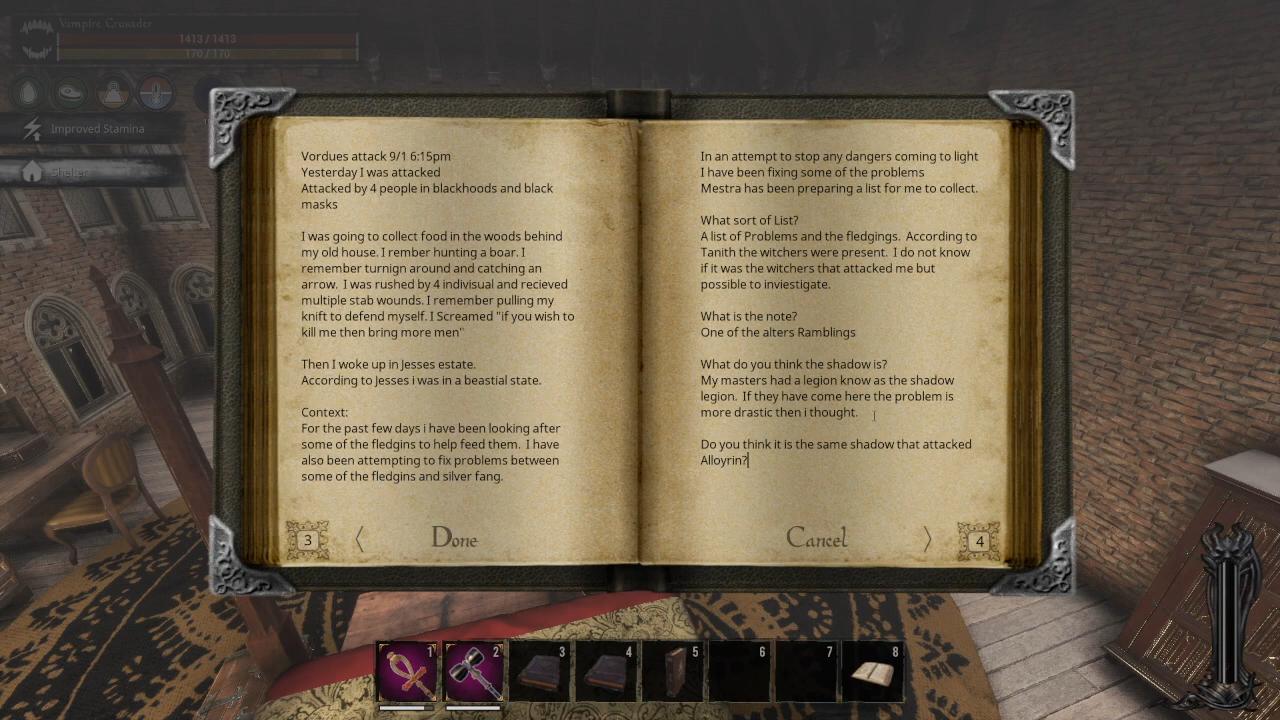 Vampire Crusader
1413 / 1413
170 / 170
Improved Stamina
Shelter
Vordues attack 9/1 6:15pm
Yesterday I was attacked
Attacked by 4 people in blackhoods and black
masks
I was going to collect food in the woods behind
my old house. I rember hunting a boar. I
remember turnign around and catching an
arrow.  I was rushed by 4 indivisual and recieved
multiple stab wounds. I remember pulling my
knift to defend myself. I Screamed "if you wish to
kill me then bring more men"
Then I woke up in Jesses estate.
According to Jesses i was in a beastial state.
Context:
For the past few days i have been looking after
some of the fledgins to help feed them.  I have
also been attempting to fix problems between
some of the fledgins and silver fang.
3
Done
In an attempt to stop any dangers coming to light
I have been fixing some of the problems
Mestra has been preparing a list for me to collect.
What sort of List?
A list of Problems and the fledgings.  According to
Tanith the witchers were present.  I do not know
if it was the witchers that attacked me but
possible to inviestigate.
What is the note?
One of the alters Ramblings
What do you think the shadow is?
My masters had a legion know as the shadow
legion.  If they have come here the problem is
more drastic then i thought.
Do you think it is the same shadow that attacked
Alloyrin?
Cancel
4
1
2
3
4
5
6
7
8